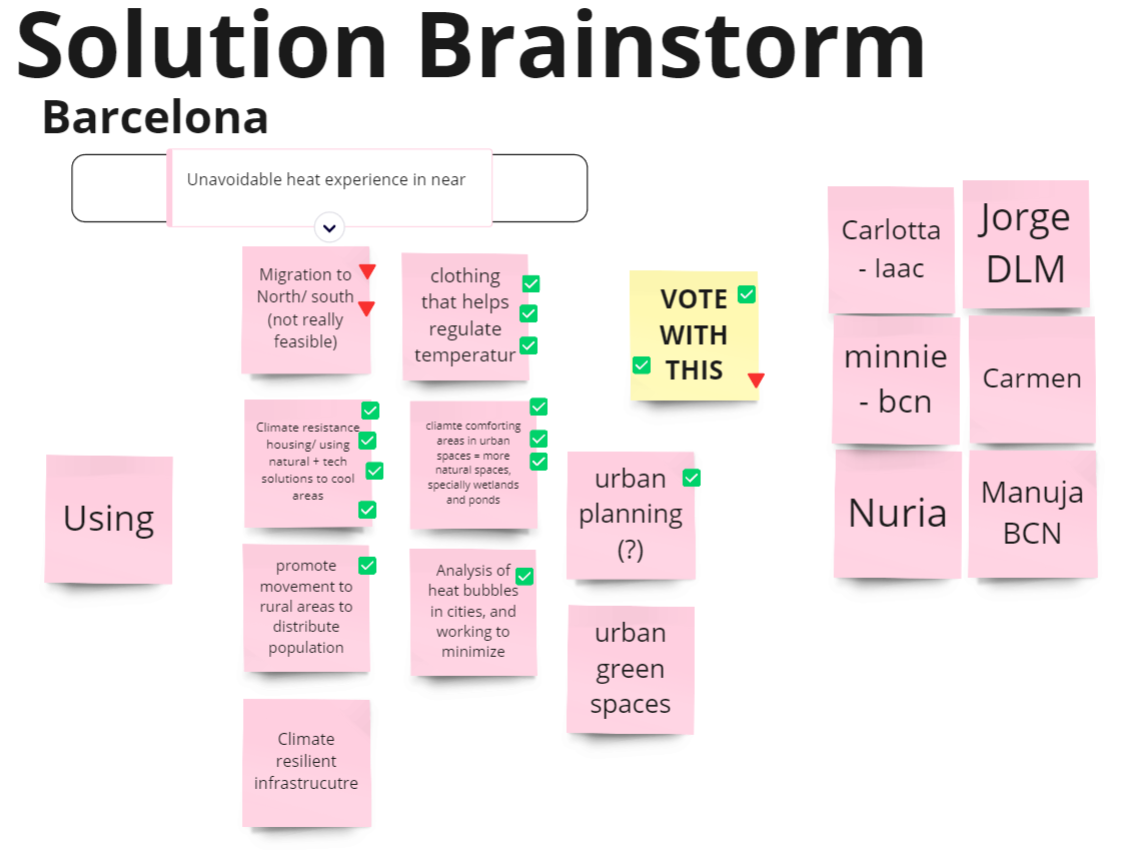 Solution Brainstorm
Barcelona
Unavoidable heat experience in near
Migration to
North/ south
(not really
feasible)
clothing
that helps
regulate
temperatur
VOTE
WITH
THIS
Climate resistance
housing/ using
natural + tech
solutions to cool
areas
cliamte comforting
areas in urban
spaces = more
natural spaces,
specially wetlands
and ponds
Using
urban
planning
(?)
promote
movement to
rural areas to
distribute
population
Analysis of
heat bubbles
in cities, and
working to
minimize
urban
green
spaces
Climate
resilient
infrastrucutre
Carlotta
- Iaac
Jorge
DLM
minnie
- bcn
Carmen
Nuria
Manuja
BCN